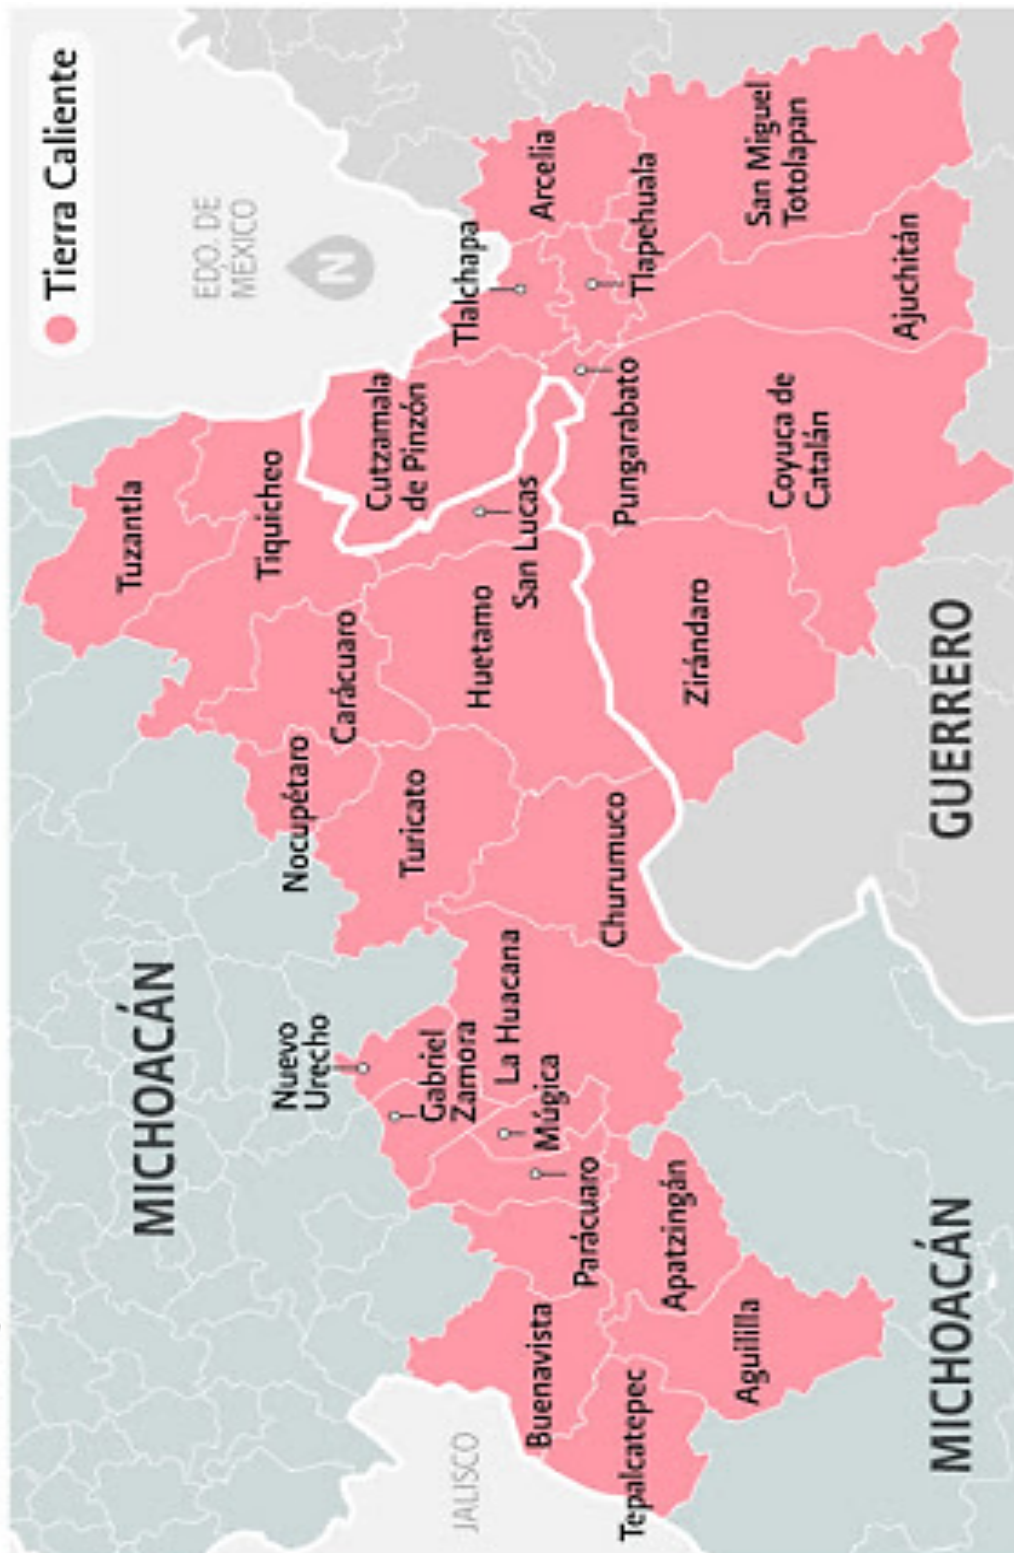 Tierra Caliente
EDO. DE
MÉXICO
N
MICHOACÁN
Tuzantla
Tiquicheo
Nocupétaro
Carácuaro
Cutzamala
de Pinzón
Tlalchapa
Arcelia
Nuevo
Urecho
Gabriel
Zamora
Turicato
Huetamo
San Lucas
La Huacana
Múgica
Parácuaro
Churumuco
Pungarabato
Tlapehuala
San Miguel
Totolapan
JALISCO
Buenavista
Tepalcatepec
Apatzingán
Aguililla
Zirándaro
Coyuca de
Catalán
Ajuchitán
MICHOACÁN
GUERRERO